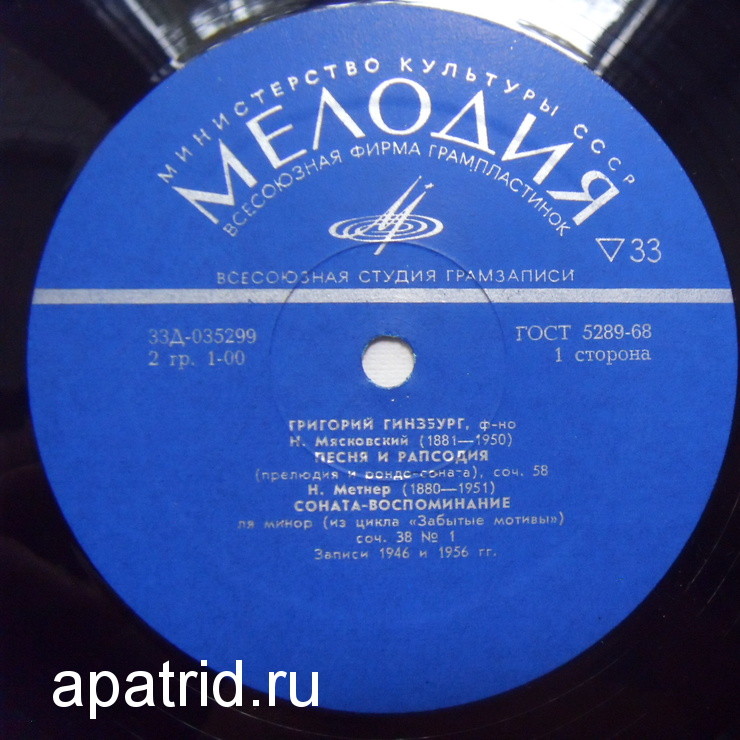 МИНИСТЕРСТВО КУЛЬТУРЫ СССР
МЕЛОДИЯ
ВСЕСОЮЗНАЯ ФИРМА ГРАМПЛАСТИНОК
▽33
ВСЕСОЮЗНАЯ СТУДИЯ ГРАМЗАПИСИ
33Д-035299
2 гр. 1-00
ГОСТ 5289-68
1 сторона
ГРИГОРИЙ ГИНЗБУРГ, ф-но
Н. Мясковский (1881—1950)
ПЕСНЯ И РАПСОДИЯ
(прелюдия и рондо-соната), соч. 58
Н. Метнер (1880—1951)
СОНАТА-ВОСПОМИНАНИЕ
ля минор (из цикла «Забытые мотивы»)
соч. 38 № 1
Записи 1946 и 1956 гг.
apatrid.ru